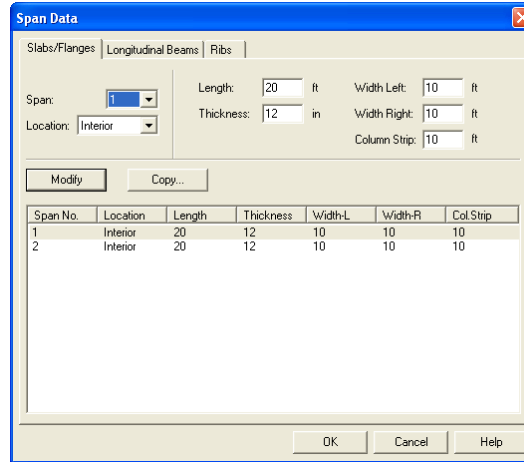 Span Data
Slabs/Flanges Longitudinal Beams Ribs
Length: 20 ft Width Left: 10 ft
Span: 1
Thickness: 12 in Width Right: 10 ft
Location: Interior
Column Strip: 10 ft
Modify Copy...
Span No. Location Length Thickness Width-L Width-R Col.Strip
1 Interior 20 12 10 10 10
2 Interior 20 12 10 10 10
OK Cancel Help